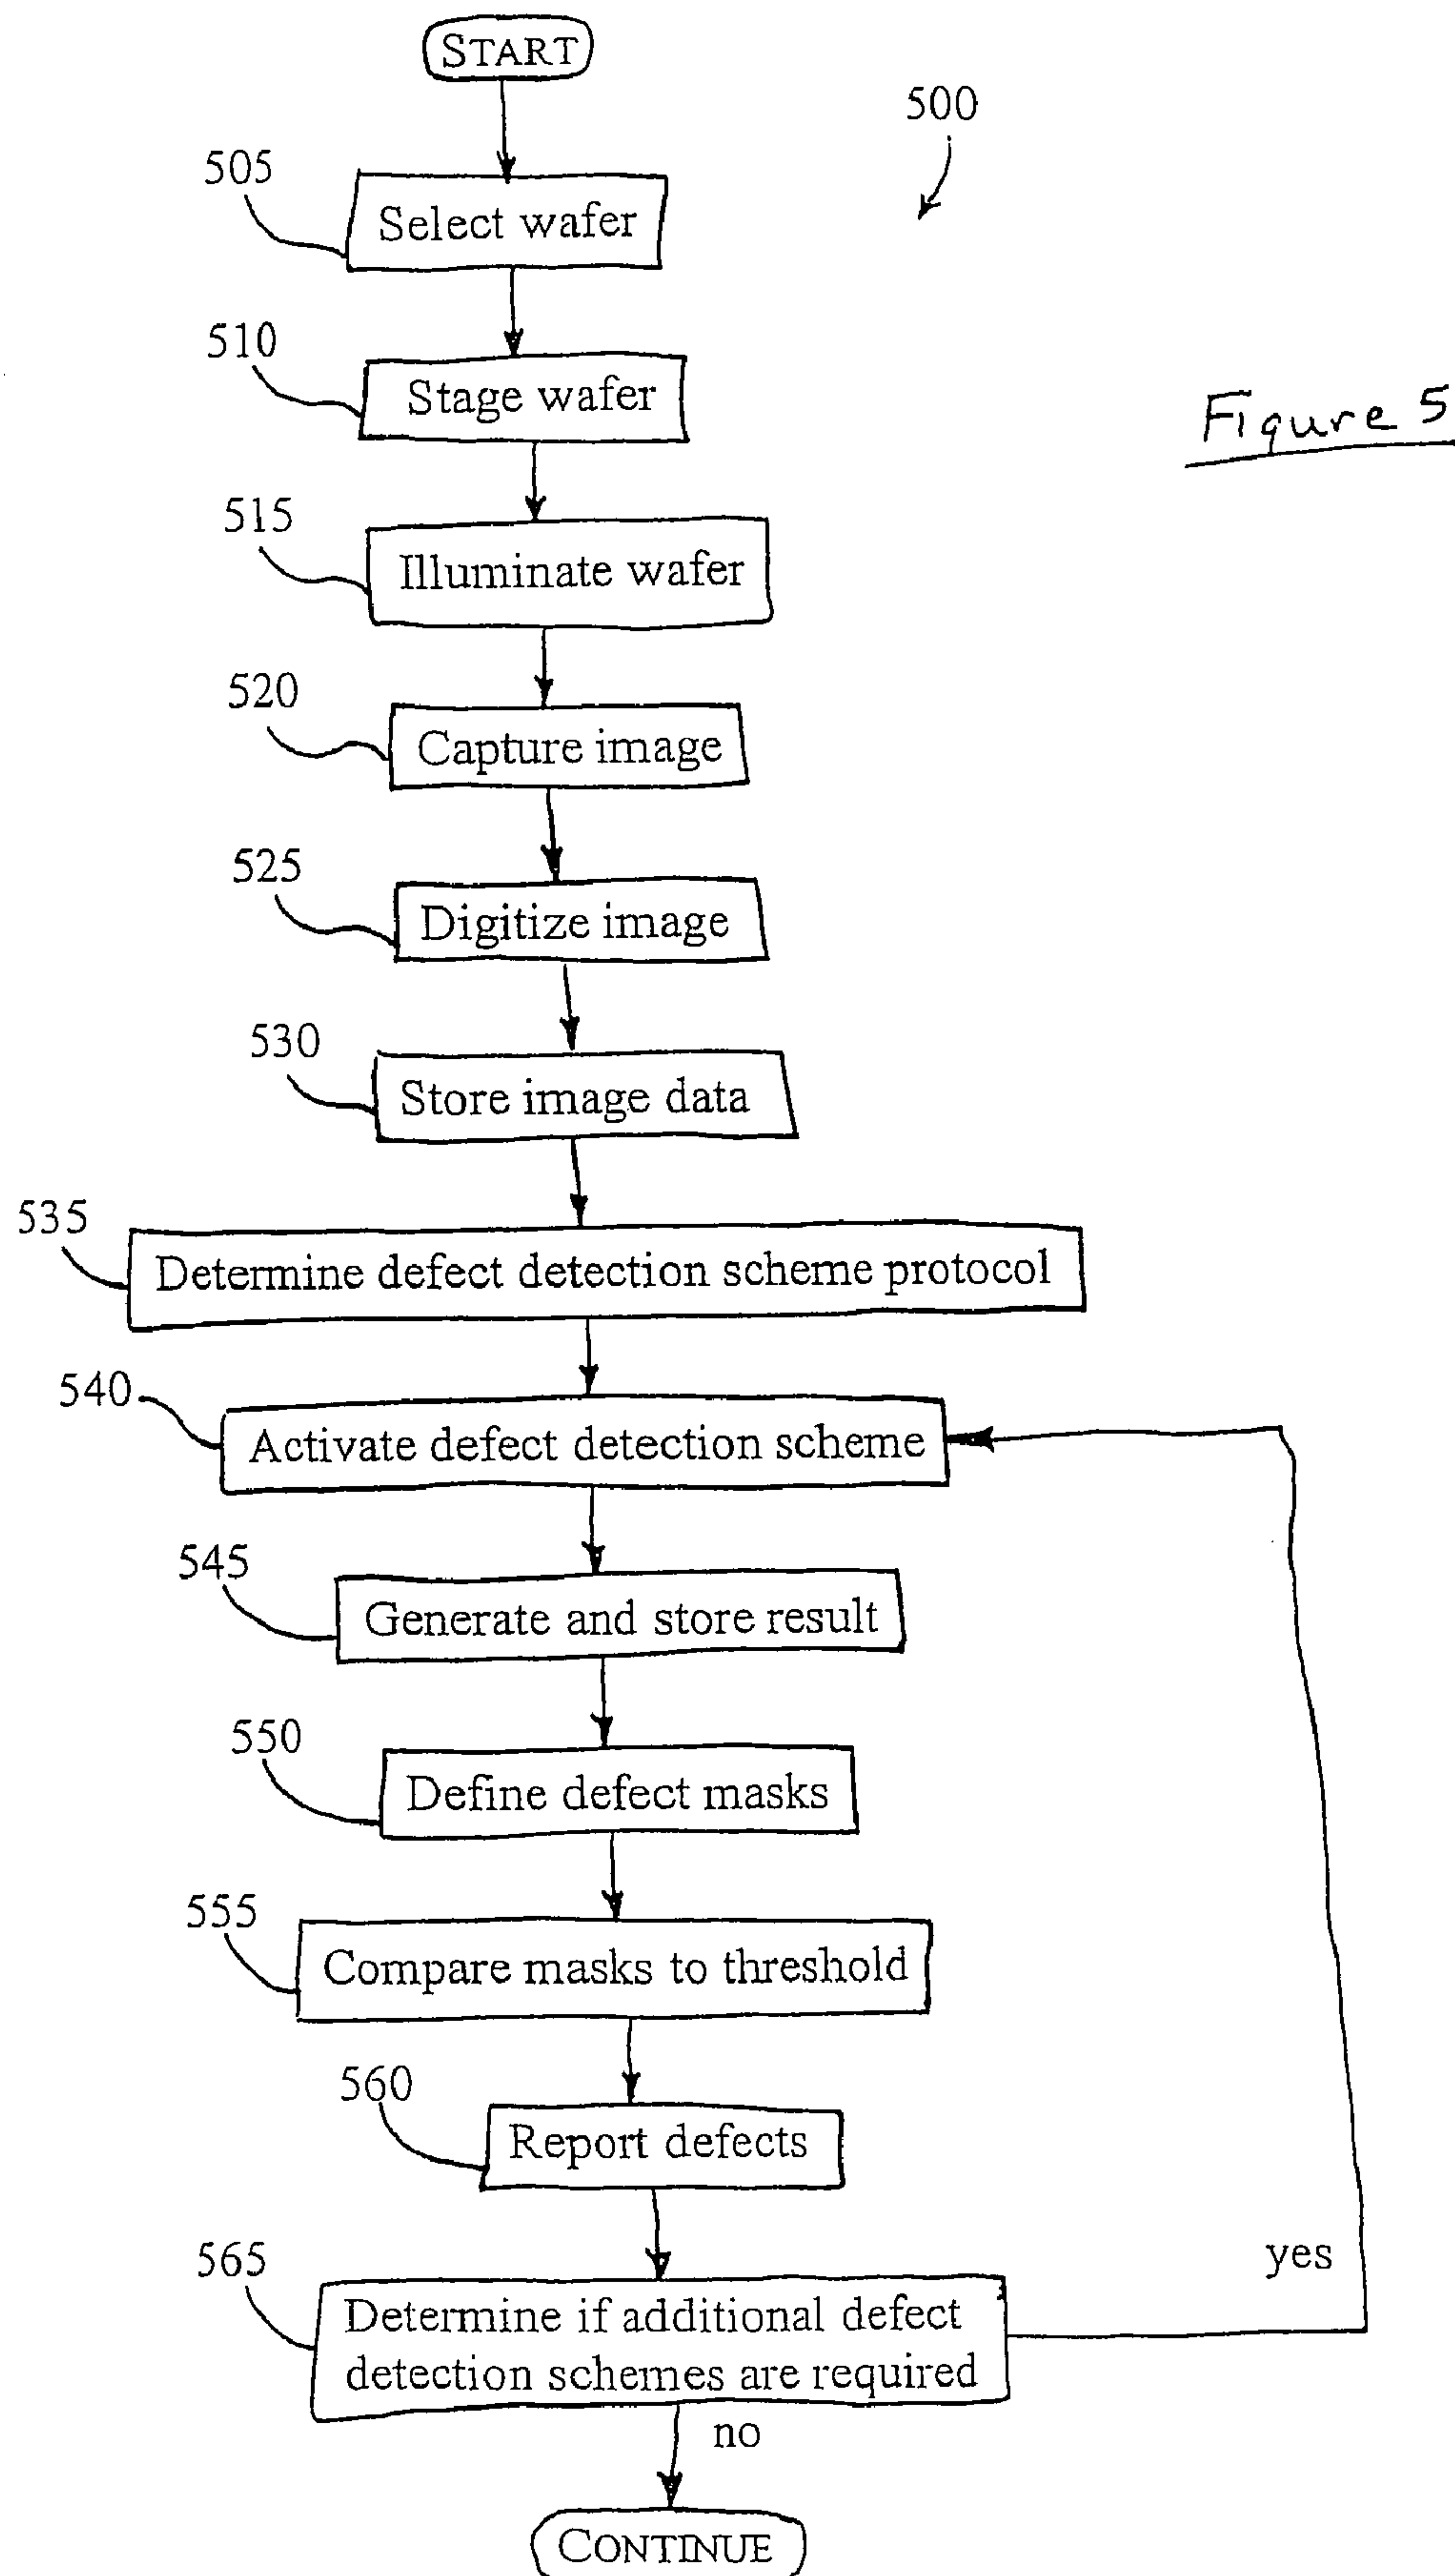 START
500
505
Select wafer
510
Stage wafer
Figure 5
515
Illuminate wafer
520
Capture image
525
Digitize image
530
Store image data
535
Determine defect detection scheme protocol
540
Activate defect detection scheme
545
Generate and store result
550
Define defect masks
555
Compare masks to threshold
560
Report defects
565
yes
Determine if additional defect
detection schemes are required
no
CONTINUE